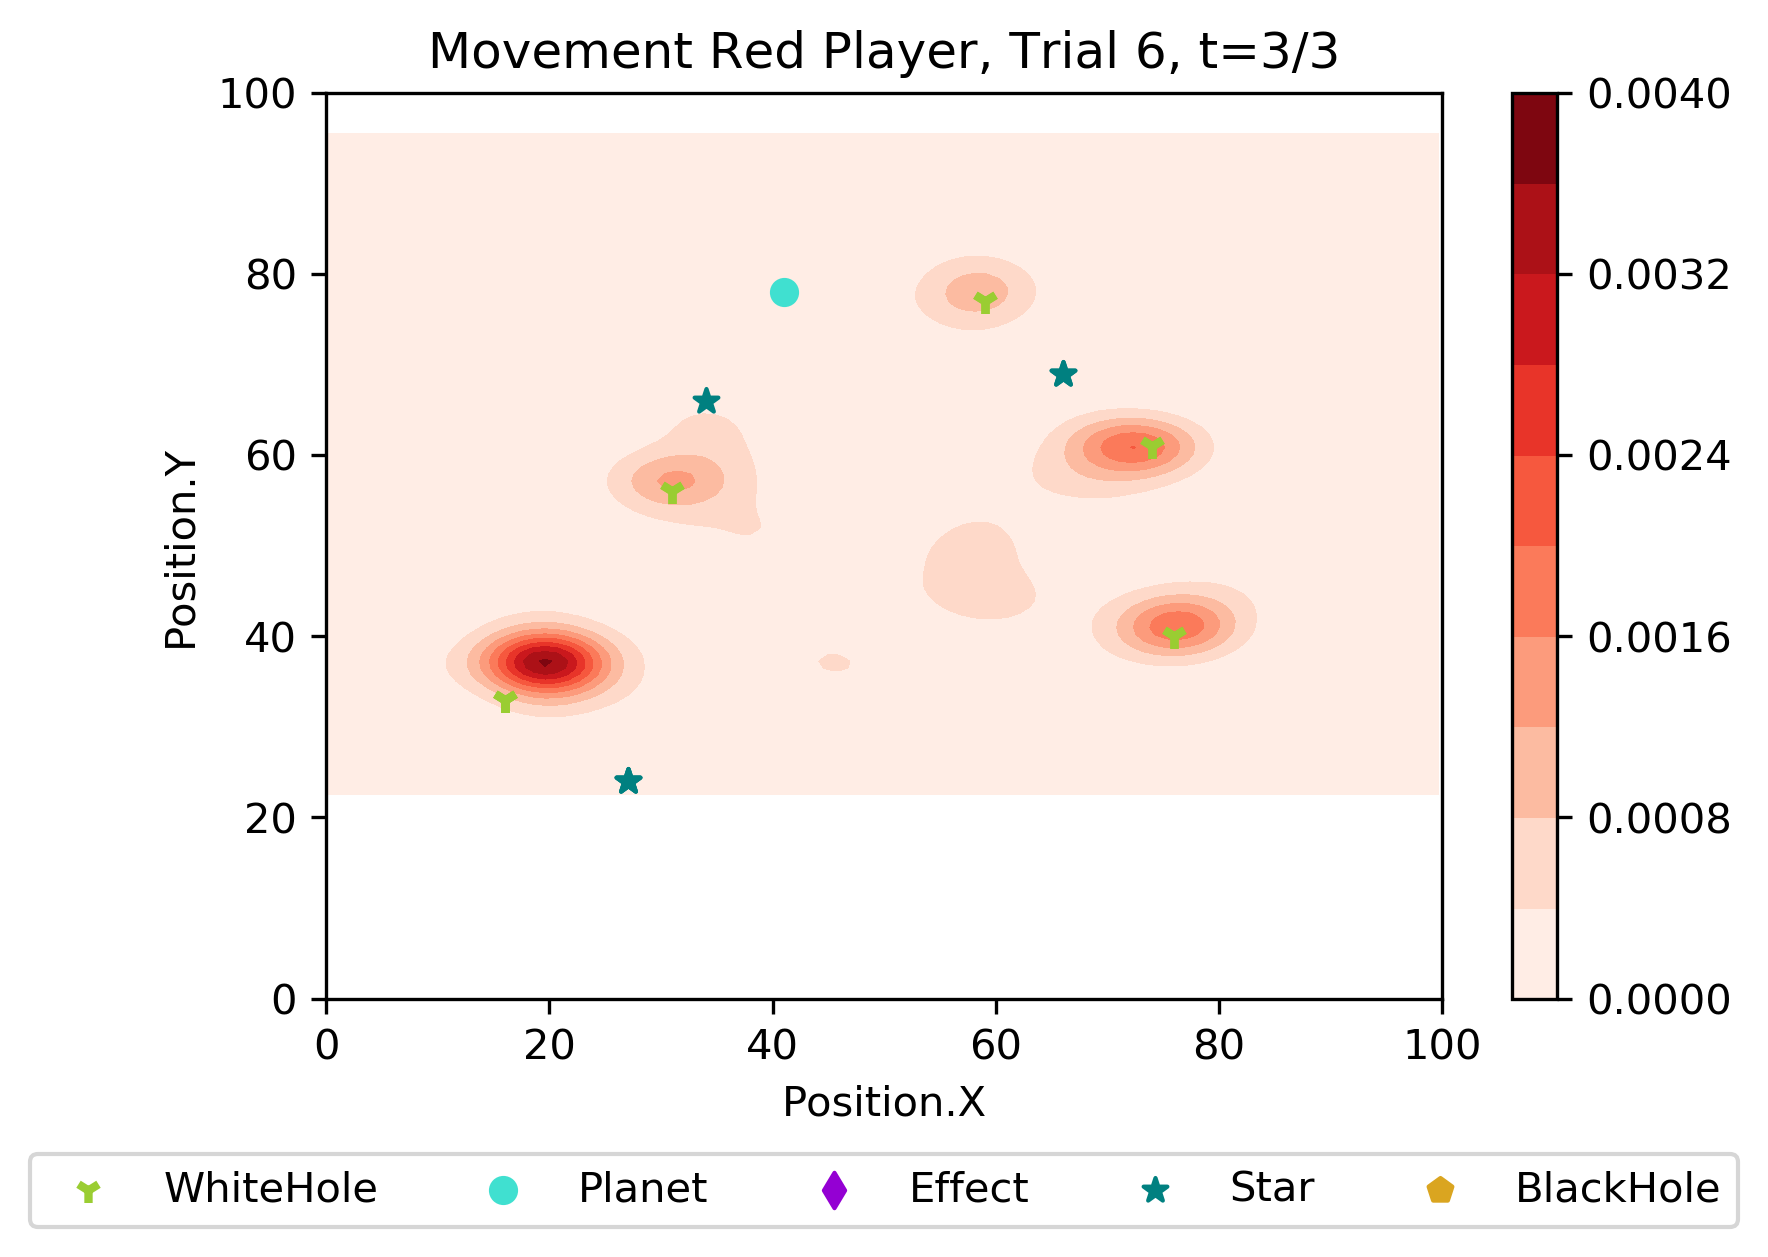 Movement Red Player, Trial 6, t=3/3
100
80
60
40
20
0
Position.Y
0 20 40 60 80 100
Position.X
0.0040
0.0032
0.0024
0.0016
0.0008
0.0000
WhiteHole Planet Effect Star BlackHole